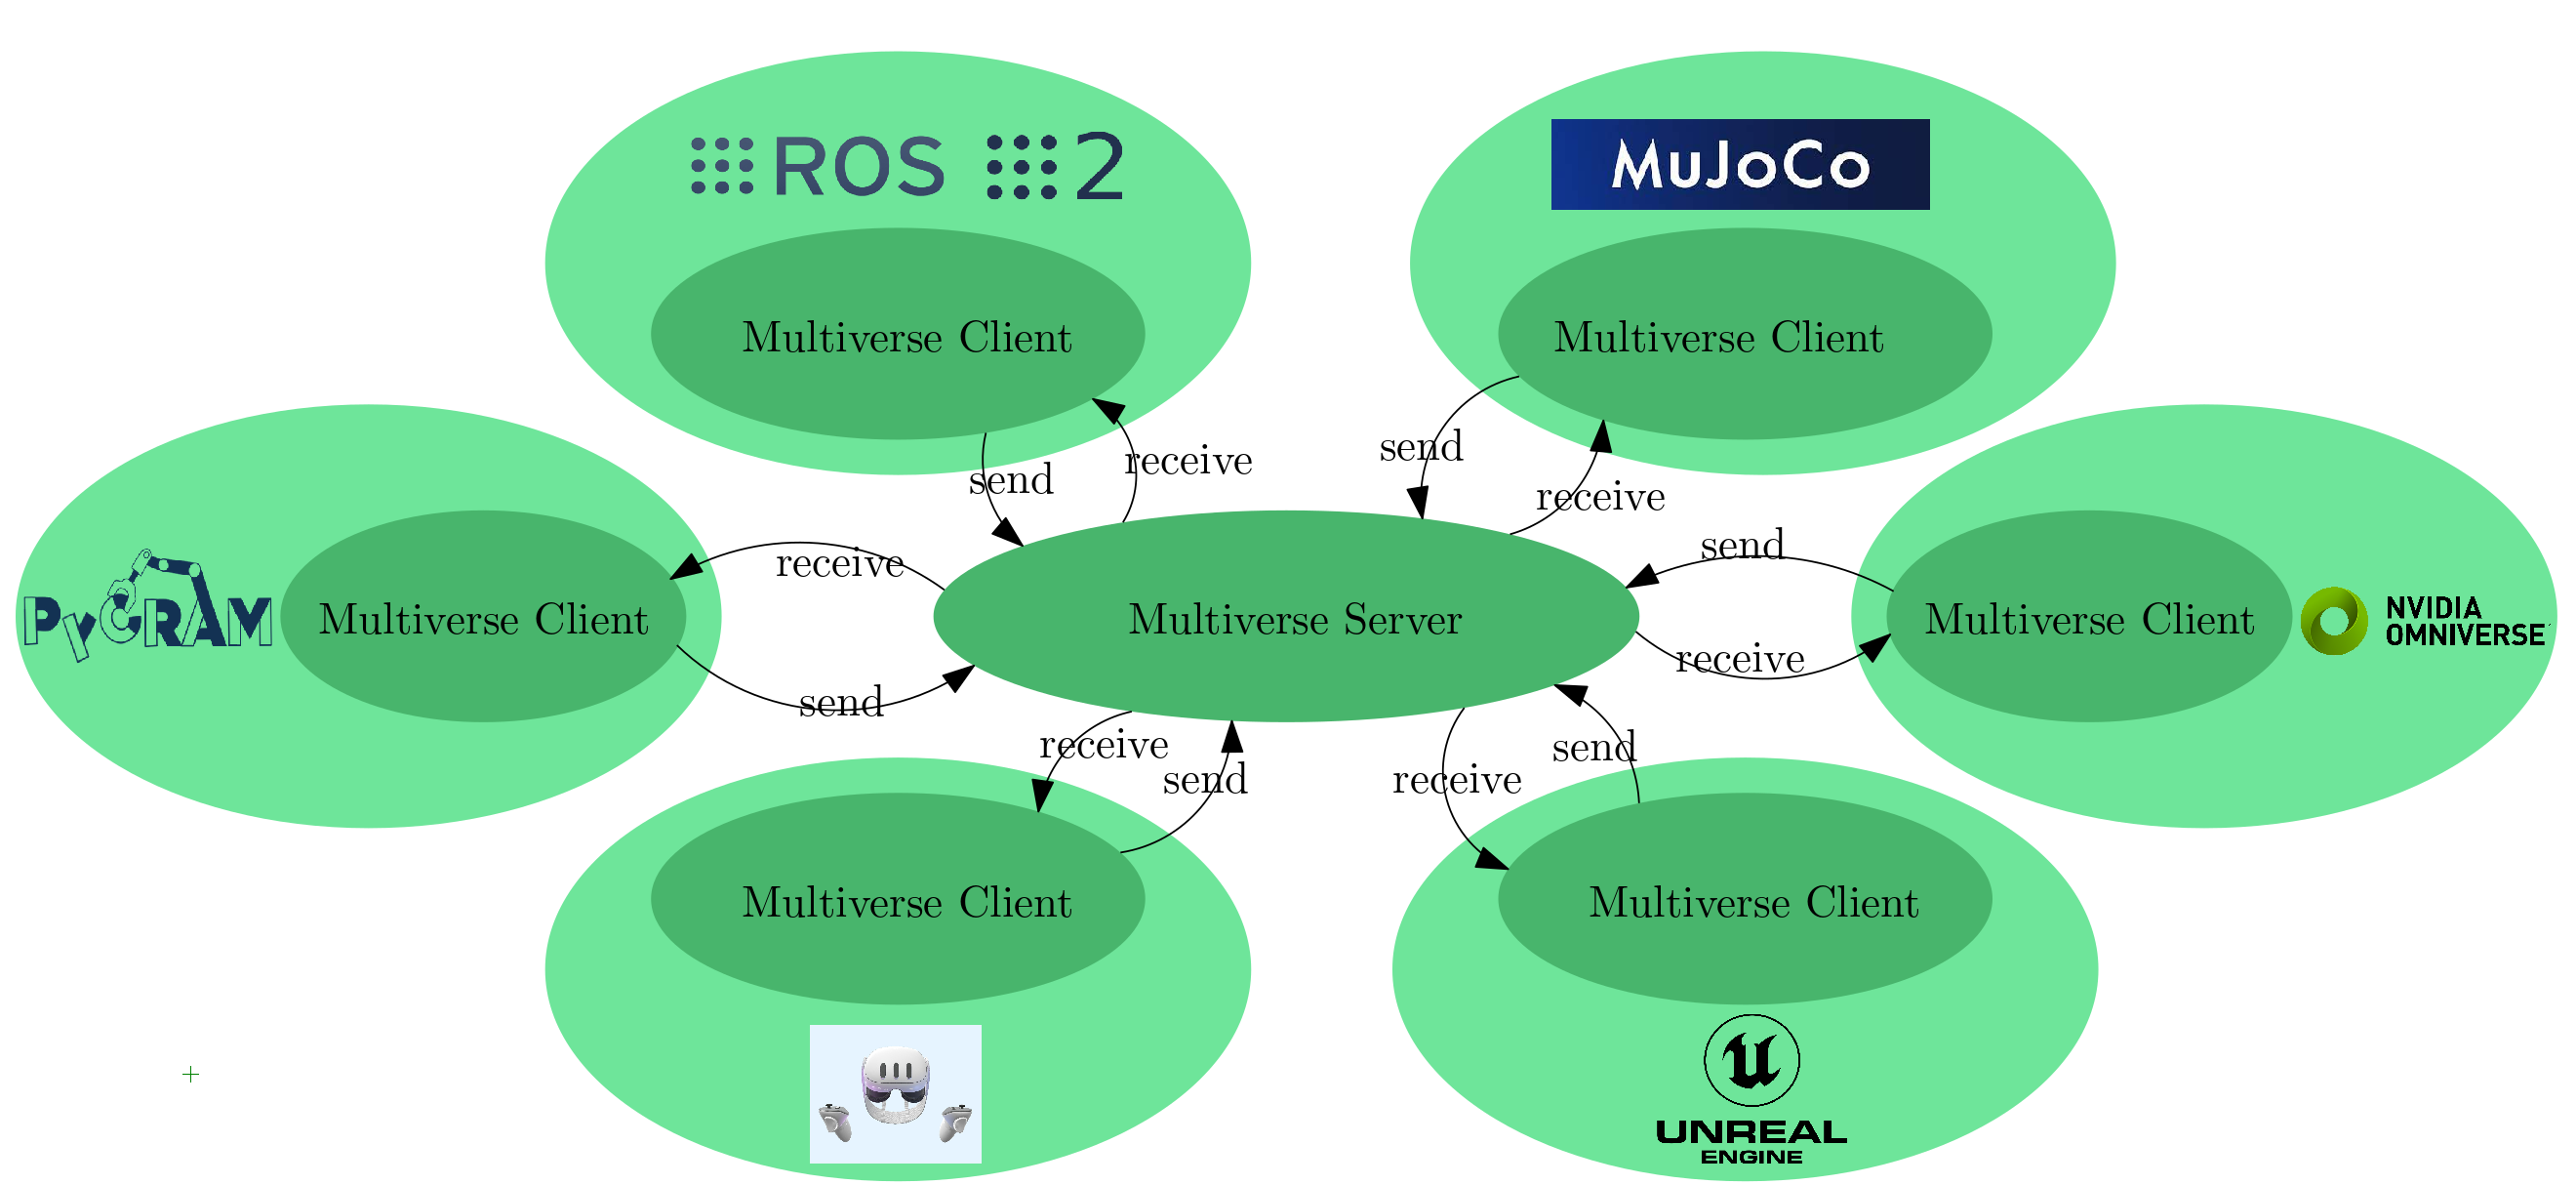 ROS 2
MuJoCo
Multiverse Client
Multiverse Client
send
receive
send
receive
receive
send
PyCRAM
Multiverse Client
Multiverse Server
Multiverse Client
NVIDIA
OMNIVERSE
send
receive
receive
send
receive
send
Multiverse Client
Multiverse Client
UNREAL
ENGINE